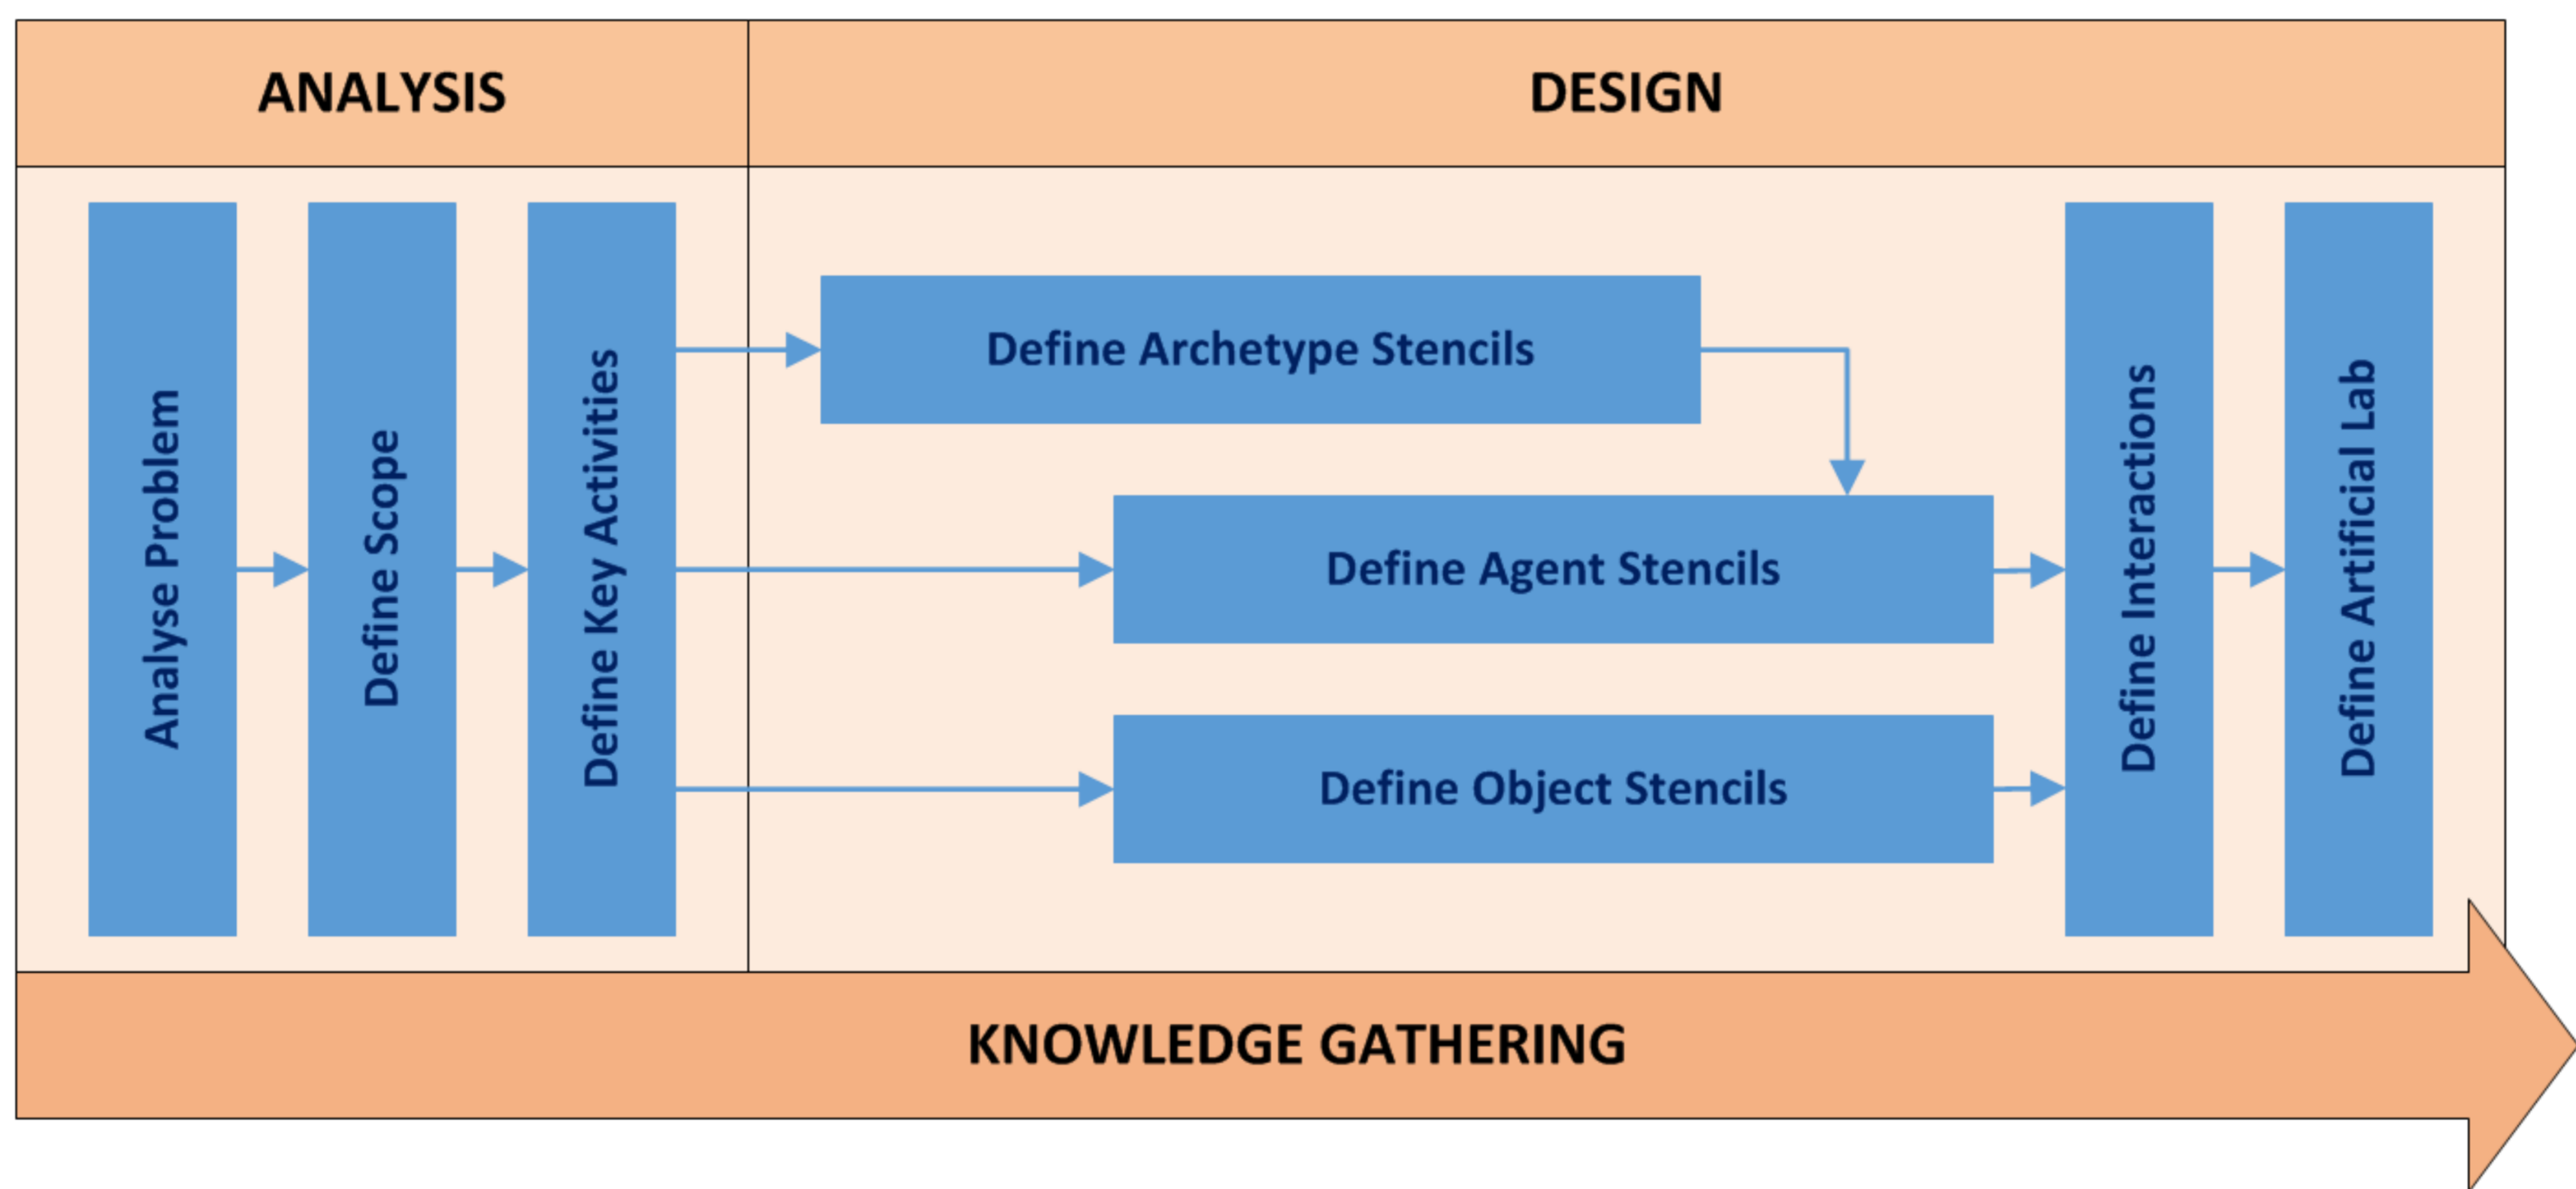 ANALYSIS
DESIGN
Analyse Problem
Define Scope
Define Key Activities
Define Archetype Stencils
Define Agent Stencils
Define Object Stencils
Define Interactions
Define Artificial Lab
KNOWLEDGE GATHERING